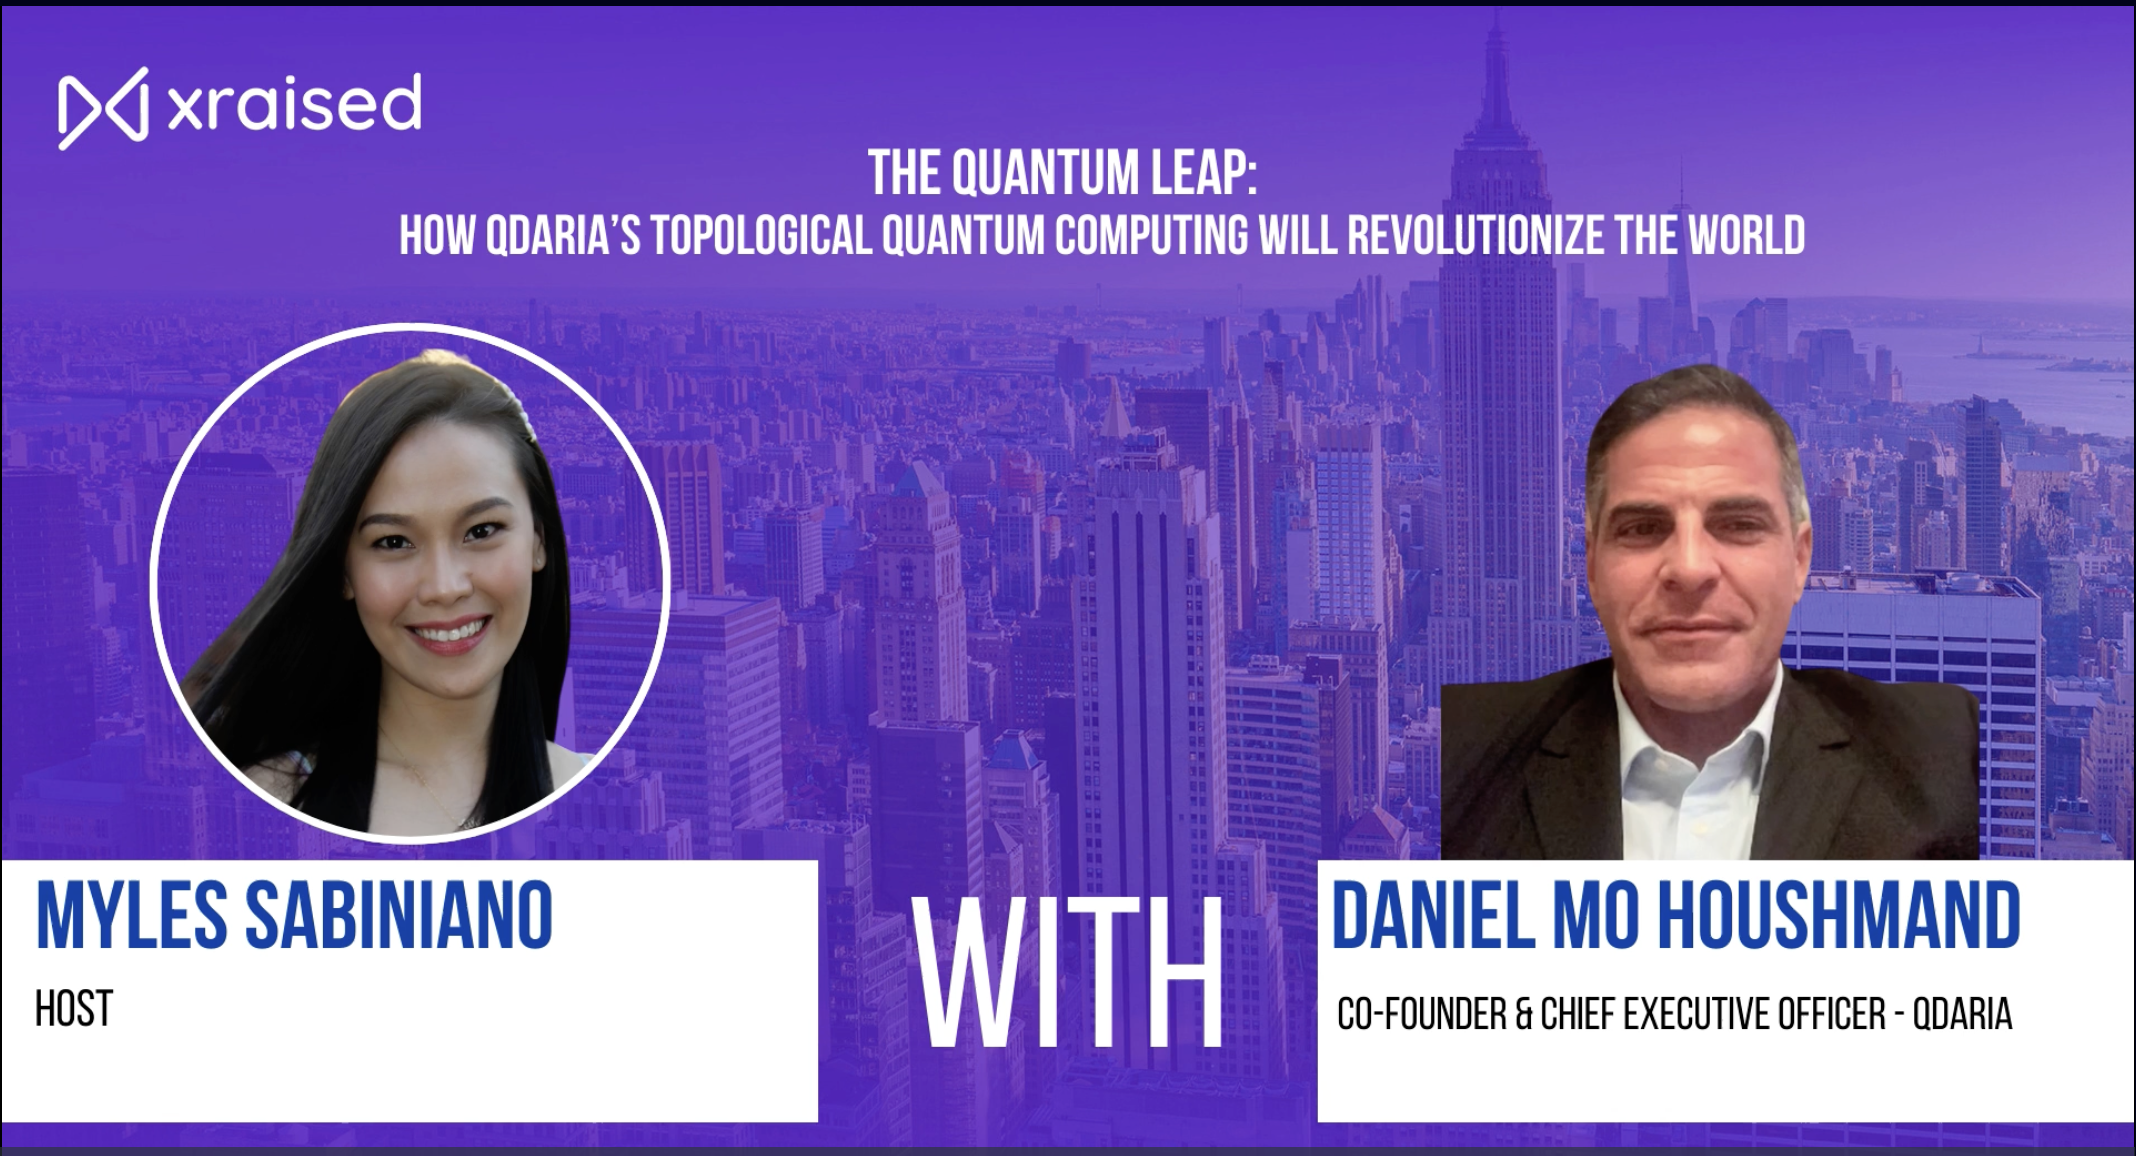 xraised
THE QUANTUM LEAP:
HOW QDARIA'S TOPOLOGICAL QUANTUM COMPUTING WILL REVOLUTIONIZE THE WORLD
MYLES SABINIANO
HOST
WITH
DANIEL MO HOUSHMAND
CO-FOUNDER & CHIEF EXECUTIVE OFFICER - QDARIA